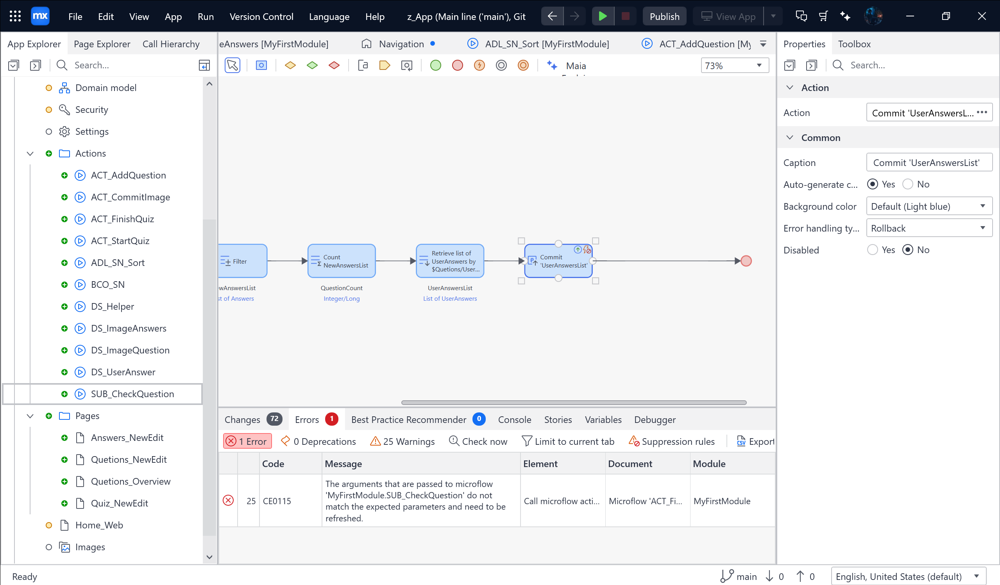 mx File Edit View App Run Version Control Language Help z_App (Main line ('main'), Git Publish View App
App Explorer Page Explorer Call Hierarchy
eAnswers [MyFirstModule] Navigation ADL_SN_Sort [MyFirstModule] ACT_AddQuestion [My
Properties Toolbox
Search...
Maia
73%
Search...
Domain model
Security
Settings
Actions
ACT_AddQuestion
ACT_CommitImage
ACT_FinishQuiz
ACT_StartQuiz
ADL_SN_Sort
BCO_SN
DS_Helper
DS_ImageAnswers
DS_ImageQuestion
DS_UserAnswer
SUB_CheckQuestion
Pages
Answers_NewEdit
Quetions_NewEdit
Quetions_Overview
Quiz_NewEdit
Home_Web
Images
Filter
wAnswersList
st of Answers
Count
NewAnswersList
QuestionCount
Integer/Long
Retrieve list of
UserAnswers by
$Quetions/User...
UserAnswersList
List of UserAnswers
Commit
'UserAnswersList'
Action
Action Commit 'UserAnswersL... •••
Common
Caption Commit 'UserAnswersList'
Auto-generate c... Yes No
Background color Default (Light blue)
Error handling ty... Rollback
Disabled Yes No
Changes 72 Errors 1 Best Practice Recommender 0 Console Stories Variables Debugger
1 Error 0 Deprecations 25 Warnings Check now Limit to current tab Suppression rules CSV Export
Code Message Element Document Module
25 CE0115
The arguments that are passed to microflow
'MyFirstModule.SUB_CheckQuestion' do not
match the expected parameters and need to be
refreshed.
Call microflow acti... Microflow 'ACT_Fi... MyFirstModule
Ready main 0 0 English, United States (default)